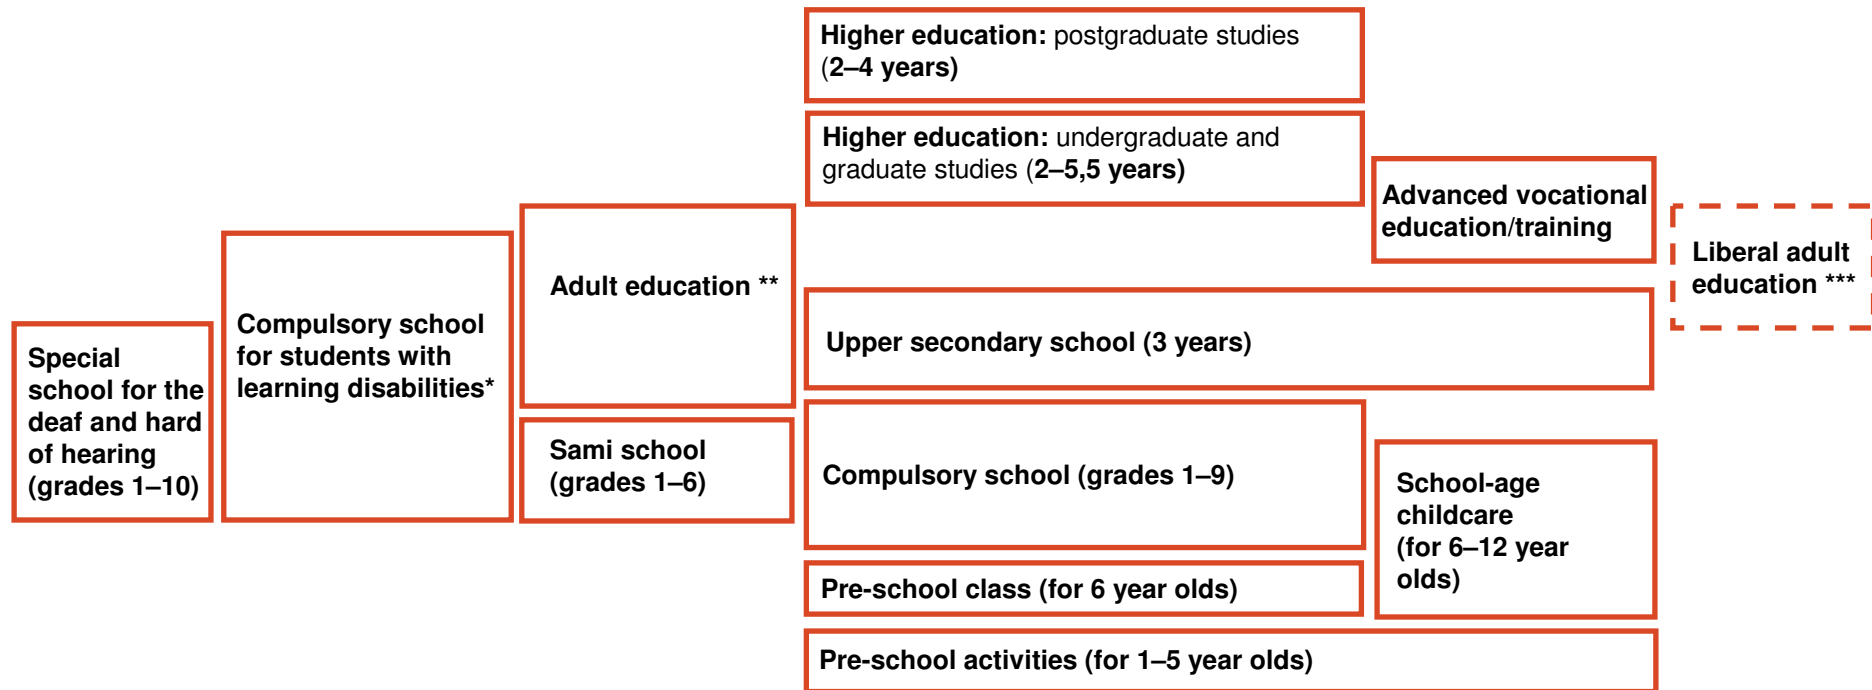 Higher education: postgraduate studies
(2–4 years)
Higher education: undergraduate and
graduate studies (2–5,5 years)
Advanced vocational
education/training
Liberal adult
education ***
Adult education **
Upper secondary school (3 years)
Compulsory school
for students with
learning disabilities*
Special
school for the
deaf and hard
of hearing
(grades 1–10)
Sami school
(grades 1–6)
Compulsory school (grades 1–9)
School-age
childcare
(for 6–12 year
olds)
Pre-school class (for 6 year olds)
Pre-school activities (for 1–5 year olds)